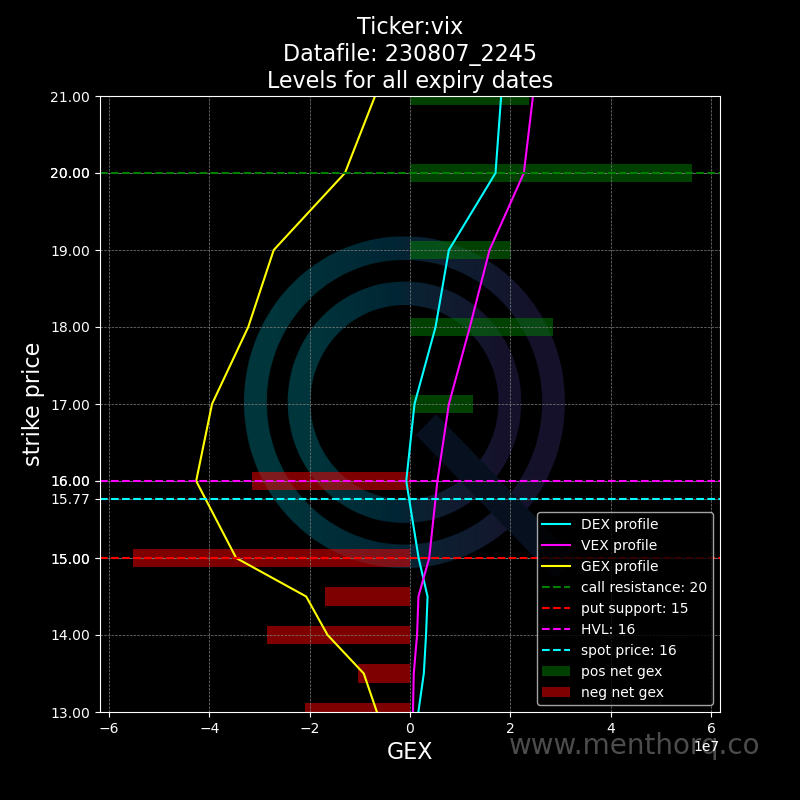 Ticker:vix
Datafile: 230807_2245
Levels for all expiry dates
21.00
20.00
19.00
18.00
17.00
16.00
15.77
15.00
14.00
13.00
strike price
DEX profile
VEX profile
GEX profile
call resistance: 20
put support: 15
HVL: 16
spot price: 16
pos net gex
neg net gex
−6 −4 −2 0 2 4 6
1e7
GEX
www.menthorq.co